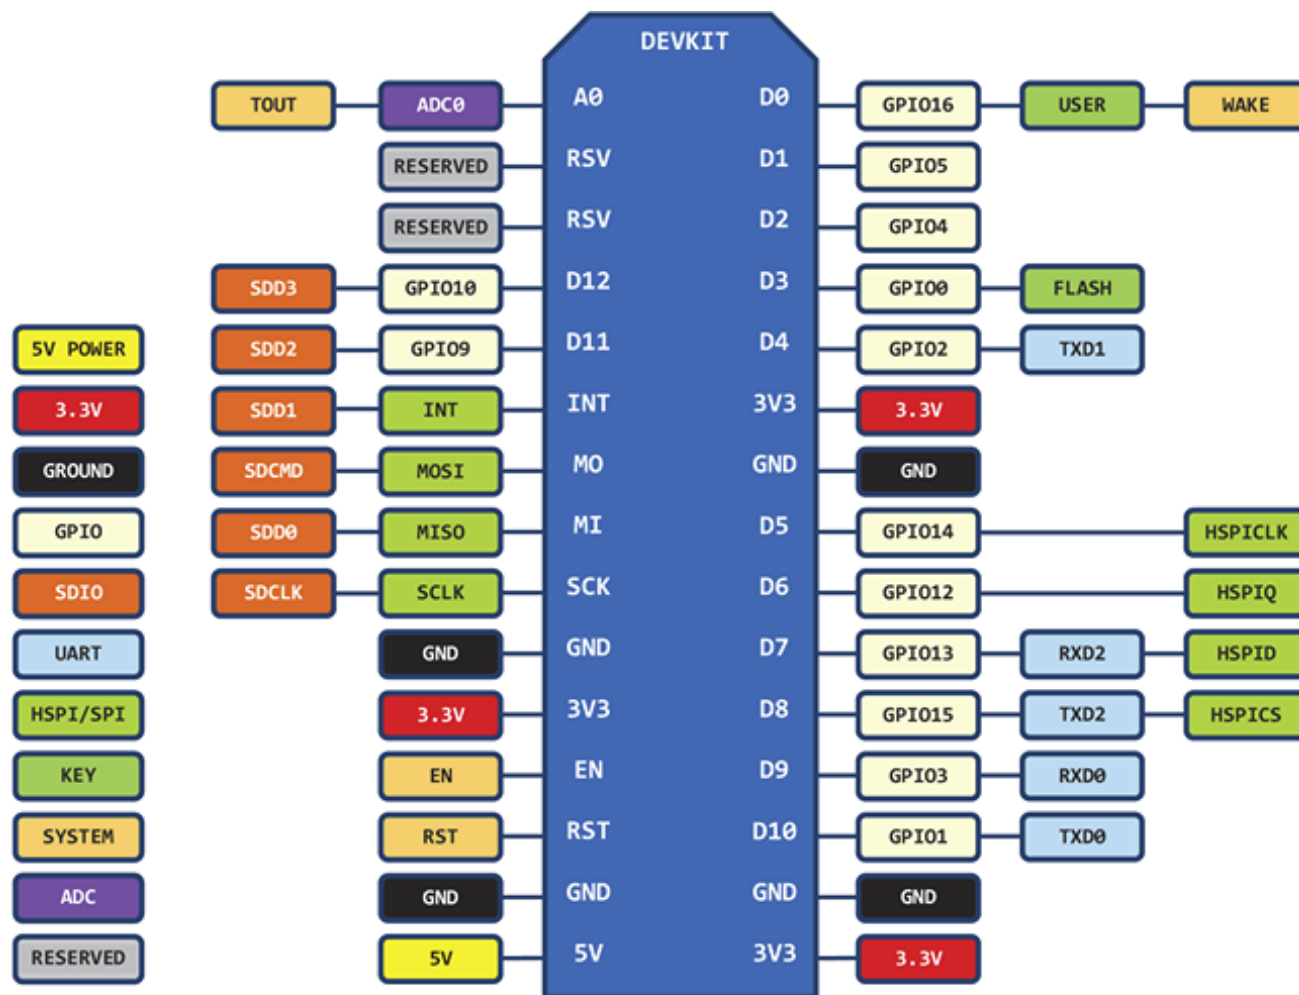 DEVKIT
TOUT ADC0 A0 D0 GPIO16 USER WAKE
RESERVED RSV D1 GPIO5
RESERVED RSV D2 GPIO4
SDD3 GPIO10 D12 D3 GPIO0 FLASH
5V POWER SDD2 GPIO9 D11 D4 GPIO2 TXD1
3.3V SDD1 INT INT 3V3 3.3V
GROUND SDCMD MOSI MO GND GND
GPIO SDD0 MISO MI D5 GPIO14 HSPICLK
SDIO SDCLK SCLK SCK D6 GPIO12 HSPIQ
UART GND GND D7 GPIO13 RXD2 HSPID
HSPI/SPI 3.3V 3V3 D8 GPIO15 TXD2 HSPICS
KEY EN EN D9 GPIO3 RXD0
SYSTEM RST RST D10 GPIO1 TXD0
ADC GND GND GND GND
RESERVED 5V 5V 3V3 3.3V